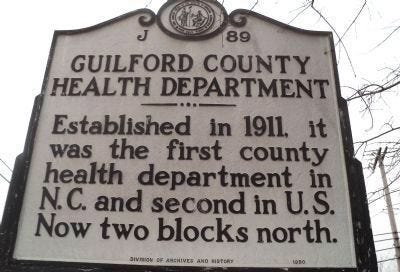 J 89
GUILFORD COUNTY
HEALTH DEPARTMENT
Established in 1911, it
was the first county
health department in
N.C. and second in U.S.
Now two blocks north.
DIVISION OF ARCHIVES AND HISTORY 1990